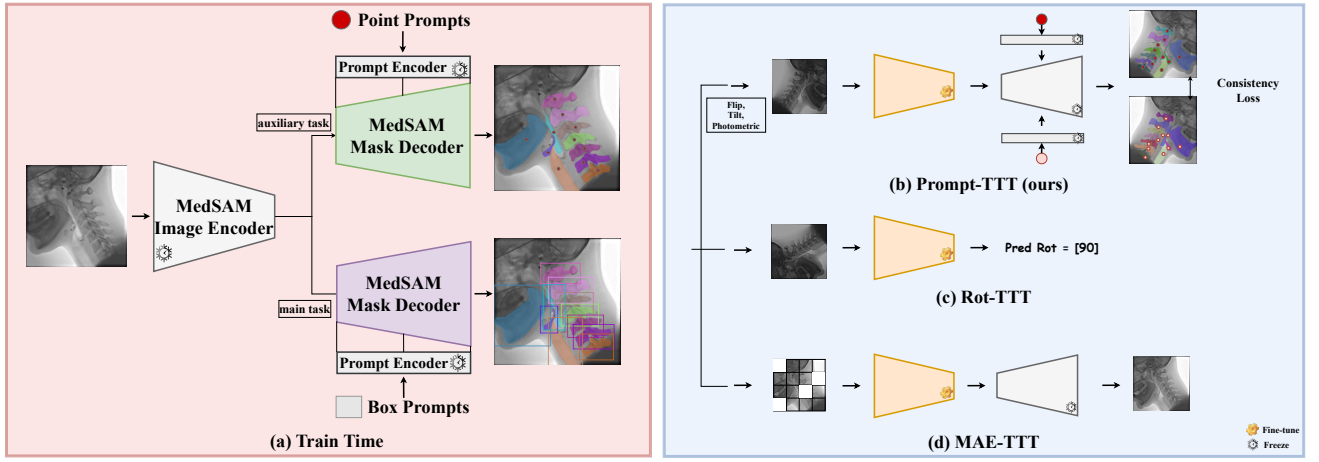 Point Prompts
Prompt Encoder
auxiliary task
MedSAM
Mask Decoder
MedSAM
Image Encoder
MedSAM
Mask Decoder
main task
Prompt Encoder
Box Prompts
(a) Train Time
Flip,
Tilt,
Photometric
Consistency
Loss
(b) Prompt-TTT (ours)
Pred Rot = [90]
(c) Rot-TTT
(d) MAE-TTT
Fine-tune
Freeze